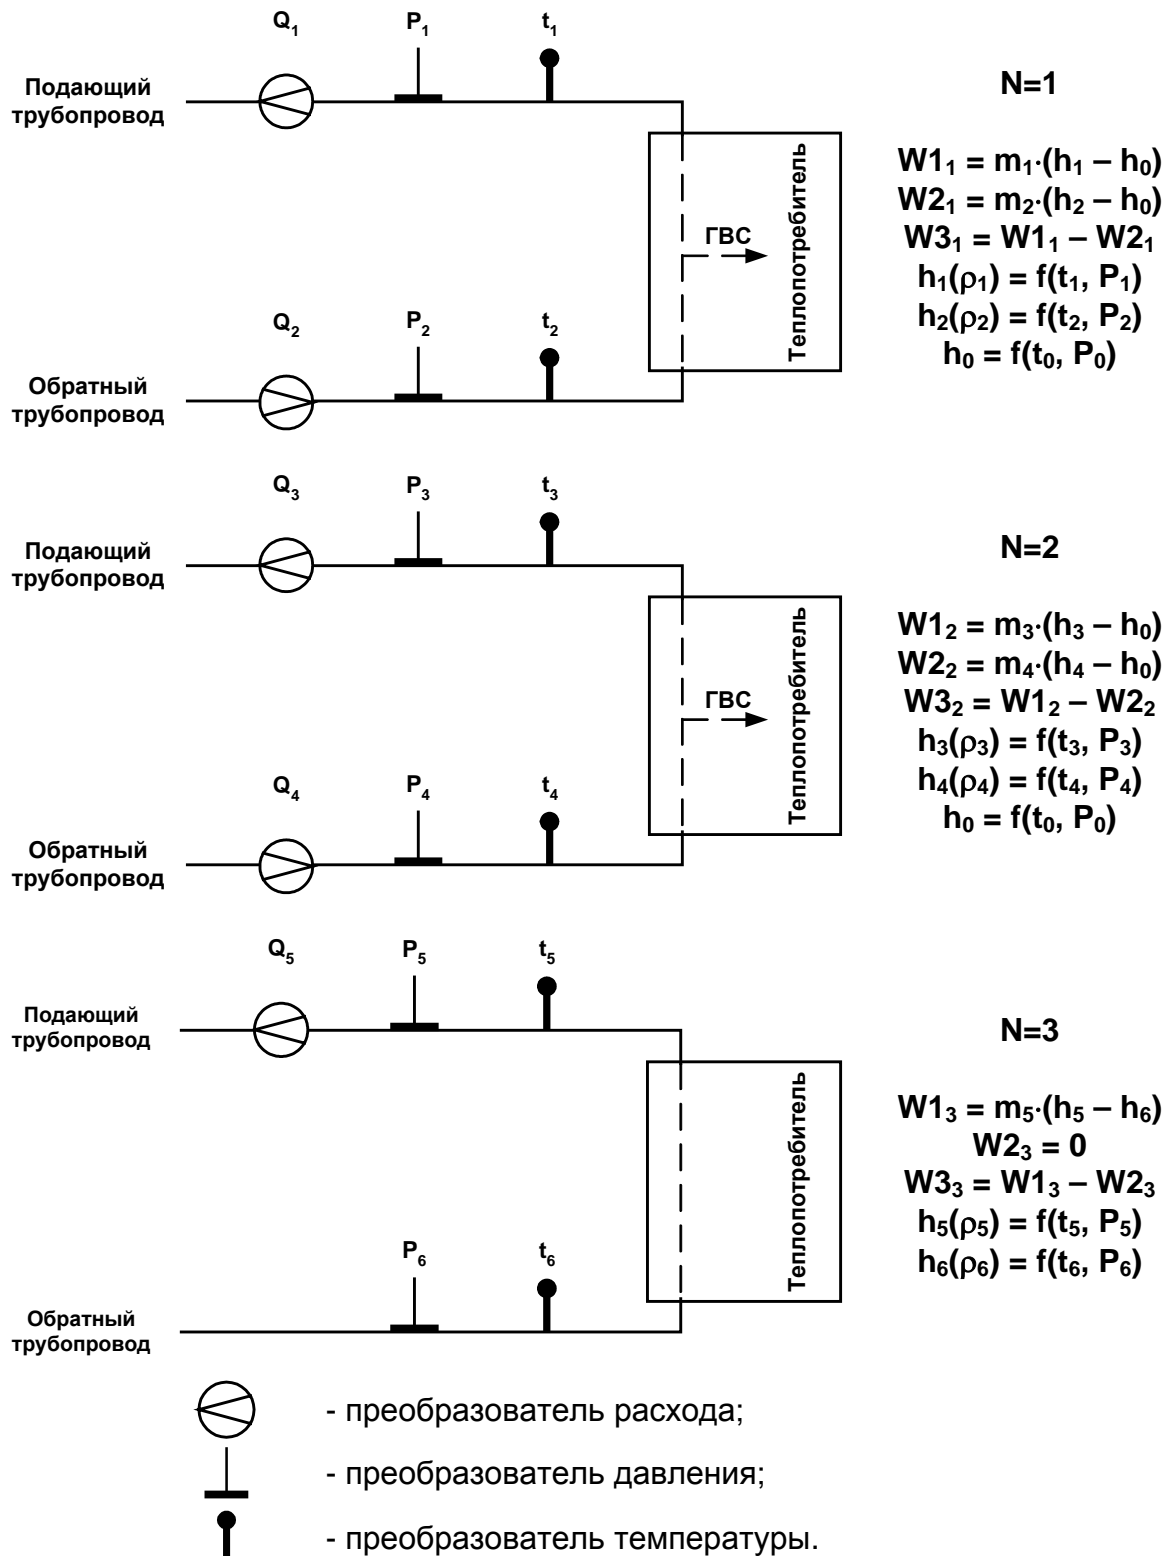 Q₁ P₁ t₁
Подающий
трубопровод
N=1
W1₁ = m₁·(h₁ – h₀)
W2₁ = m₂·(h₂ – h₀)
W3₁ = W1₁ – W2₁
h₁(ρ₁) = f(t₁, P₁)
h₂(ρ₂) = f(t₂, P₂)
h₀ = f(t₀, P₀)
ГВС
Теплопотребитель
Q₂ P₂ t₂
Обратный
трубопровод
Q₃ P₃ t₃
Подающий
трубопровод
N=2
W1₂ = m₃·(h₃ – h₀)
W2₂ = m₄·(h₄ – h₀)
W3₂ = W1₂ – W2₂
h₃(ρ₃) = f(t₃, P₃)
h₄(ρ₄) = f(t₄, P₄)
h₀ = f(t₀, P₀)
ГВС
Теплопотребитель
Q₄ P₄ t₄
Обратный
трубопровод
Q₅ P₅ t₅
Подающий
трубопровод
N=3
W1₃ = m₅·(h₅ – h₆)
W2₃ = 0
W3₃ = W1₃ – W2₃
h₅(ρ₅) = f(t₅, P₅)
h₆(ρ₆) = f(t₆, P₆)
Теплопотребитель
P₆ t₆
Обратный
трубопровод
- преобразователь расхода;
- преобразователь давления;
- преобразователь температуры.